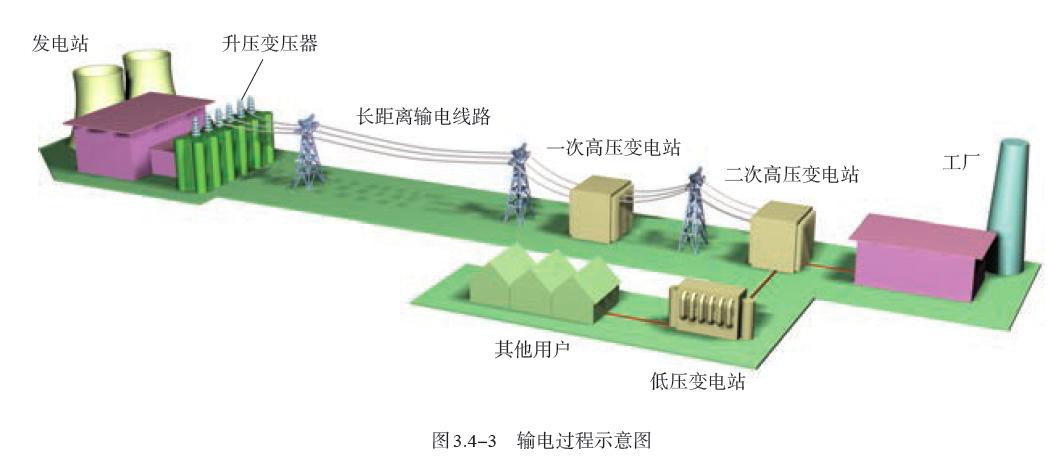 发电站
升压变压器
长距离输电线路
一次高压变电站
二次高压变电站
工厂
其他用户
低压变电站
图3.4-3 输电过程示意图